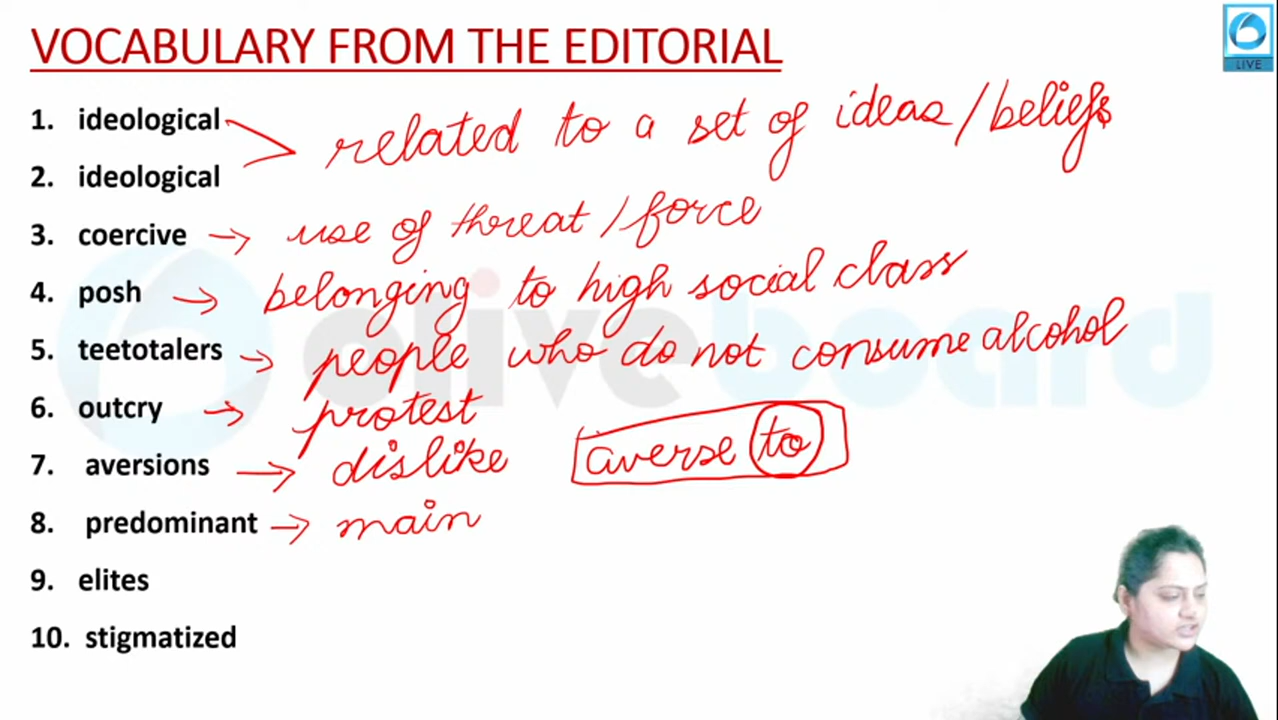 VOCABULARY FROM THE EDITORIAL
LIVE
1. ideological
related to a set of ideas/beliefs
2. ideological
3. coercive → use of threat/force
4. posh → belonging to high social class
5. teetotalers → people who do not consume alcohol
6. outcry → protest
7. aversions → dislike averse to
8. predominant → main
9. elites
10. stigmatized
oliveboard